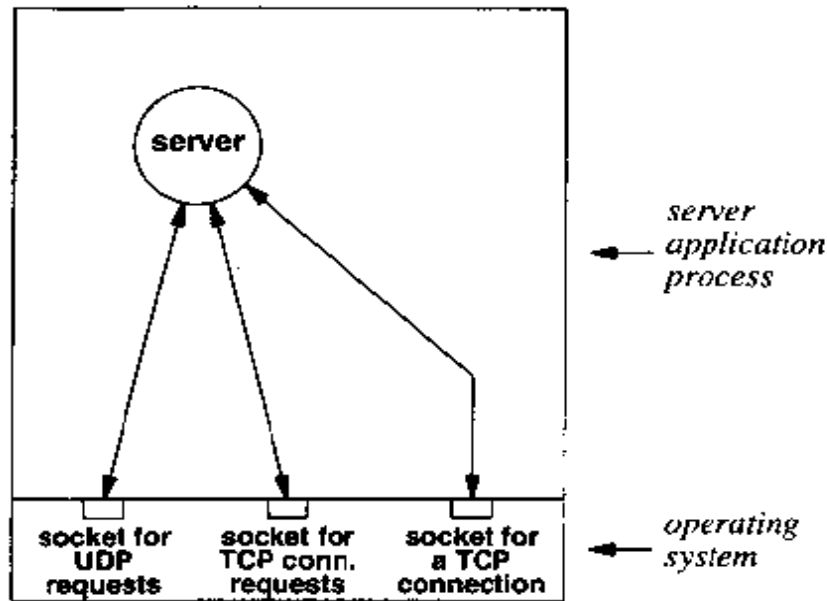 server
server
application
process
socket for
UDP
requests
socket for
TCP conn.
requests
socket for
a TCP
connection
operating
system